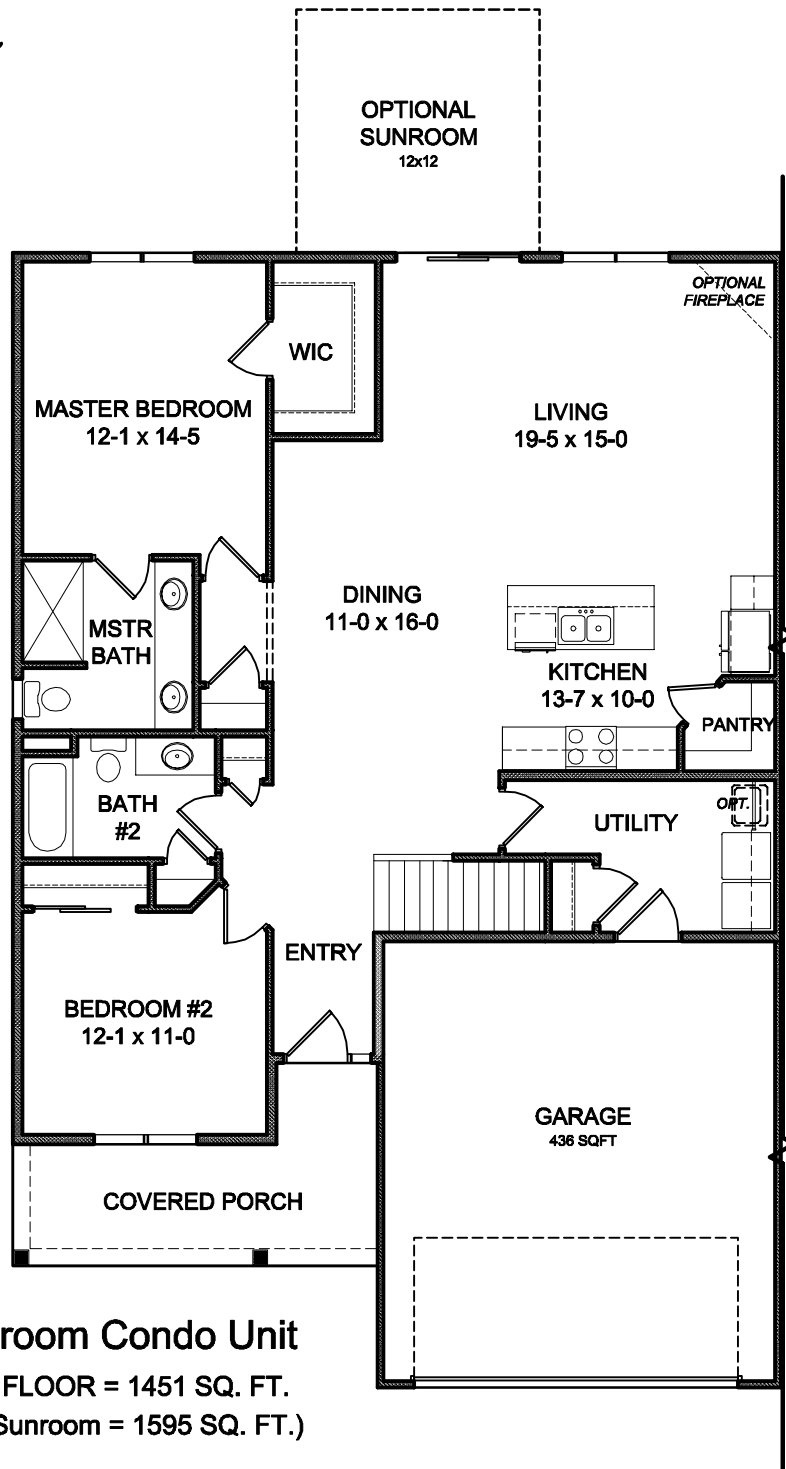 OPTIONAL
SUNROOM
12x12
OPTIONAL
FIREPLACE
WIC
MASTER BEDROOM
12-1 x 14-5
LIVING
19-5 x 15-0
DINING
11-0 x 16-0
MSTR
BATH
KITCHEN
13-7 x 10-0
PANTRY
BATH
#2
UTILITY
OPT.
ENTRY
BEDROOM #2
12-1 x 11-0
GARAGE
436 SQFT
COVERED PORCH
room Condo Unit
FLOOR = 1451 SQ. FT.
Sunroom = 1595 SQ. FT.)